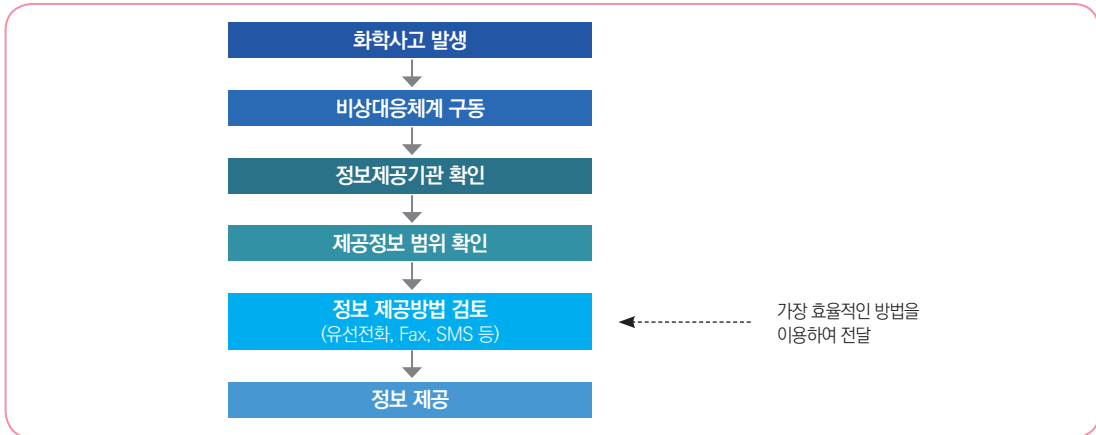 화학사고 발생
비상대응체계 구동
정보제공기관 확인
제공정보 범위 확인
정보 제공방법 검토
(유선전화, Fax, SMS 등)
가장 효율적인 방법을
이용하여 전달
정보 제공